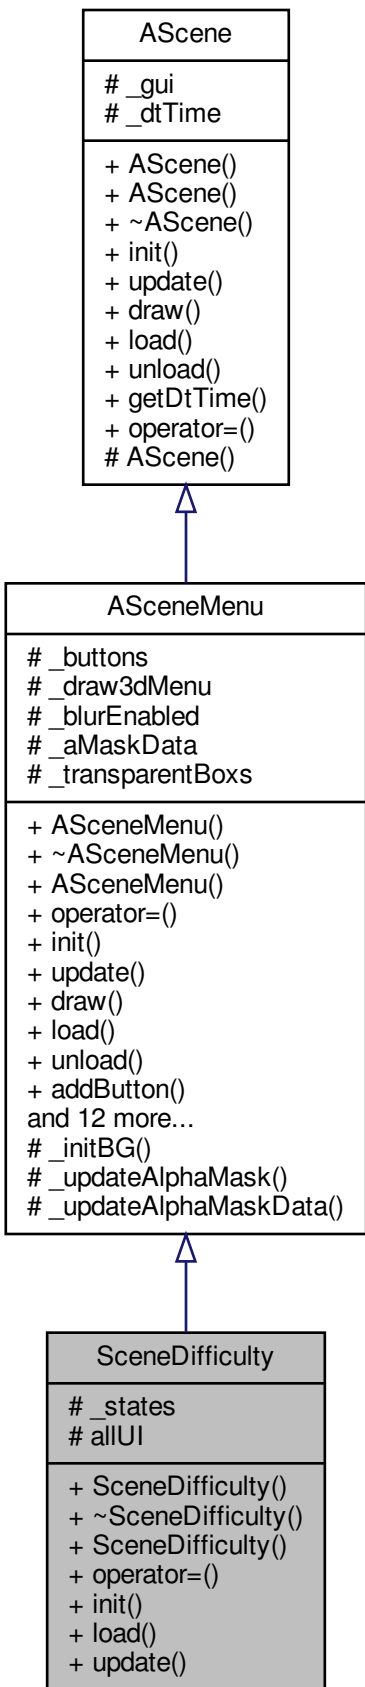 AScene
# _gui
# _dtTime
+ AScene()
+ AScene()
+ ~AScene()
+ init()
+ update()
+ draw()
+ load()
+ unload()
+ getDtTime()
+ operator=()
# AScene()
ASceneMenu
# _buttons
# _draw3dMenu
# _blurEnabled
# _aMaskData
# _transparentBoxs
+ ASceneMenu()
+ ~ASceneMenu()
+ ASceneMenu()
+ operator=()
+ init()
+ update()
+ draw()
+ load()
+ unload()
+ addButton()
and 12 more...
# _initBG()
# _updateAlphaMask()
# _updateAlphaMaskData()
SceneDifficulty
# _states
# allUI
+ SceneDifficulty()
+ ~SceneDifficulty()
+ SceneDifficulty()
+ operator=()
+ init()
+ load()
+ update()